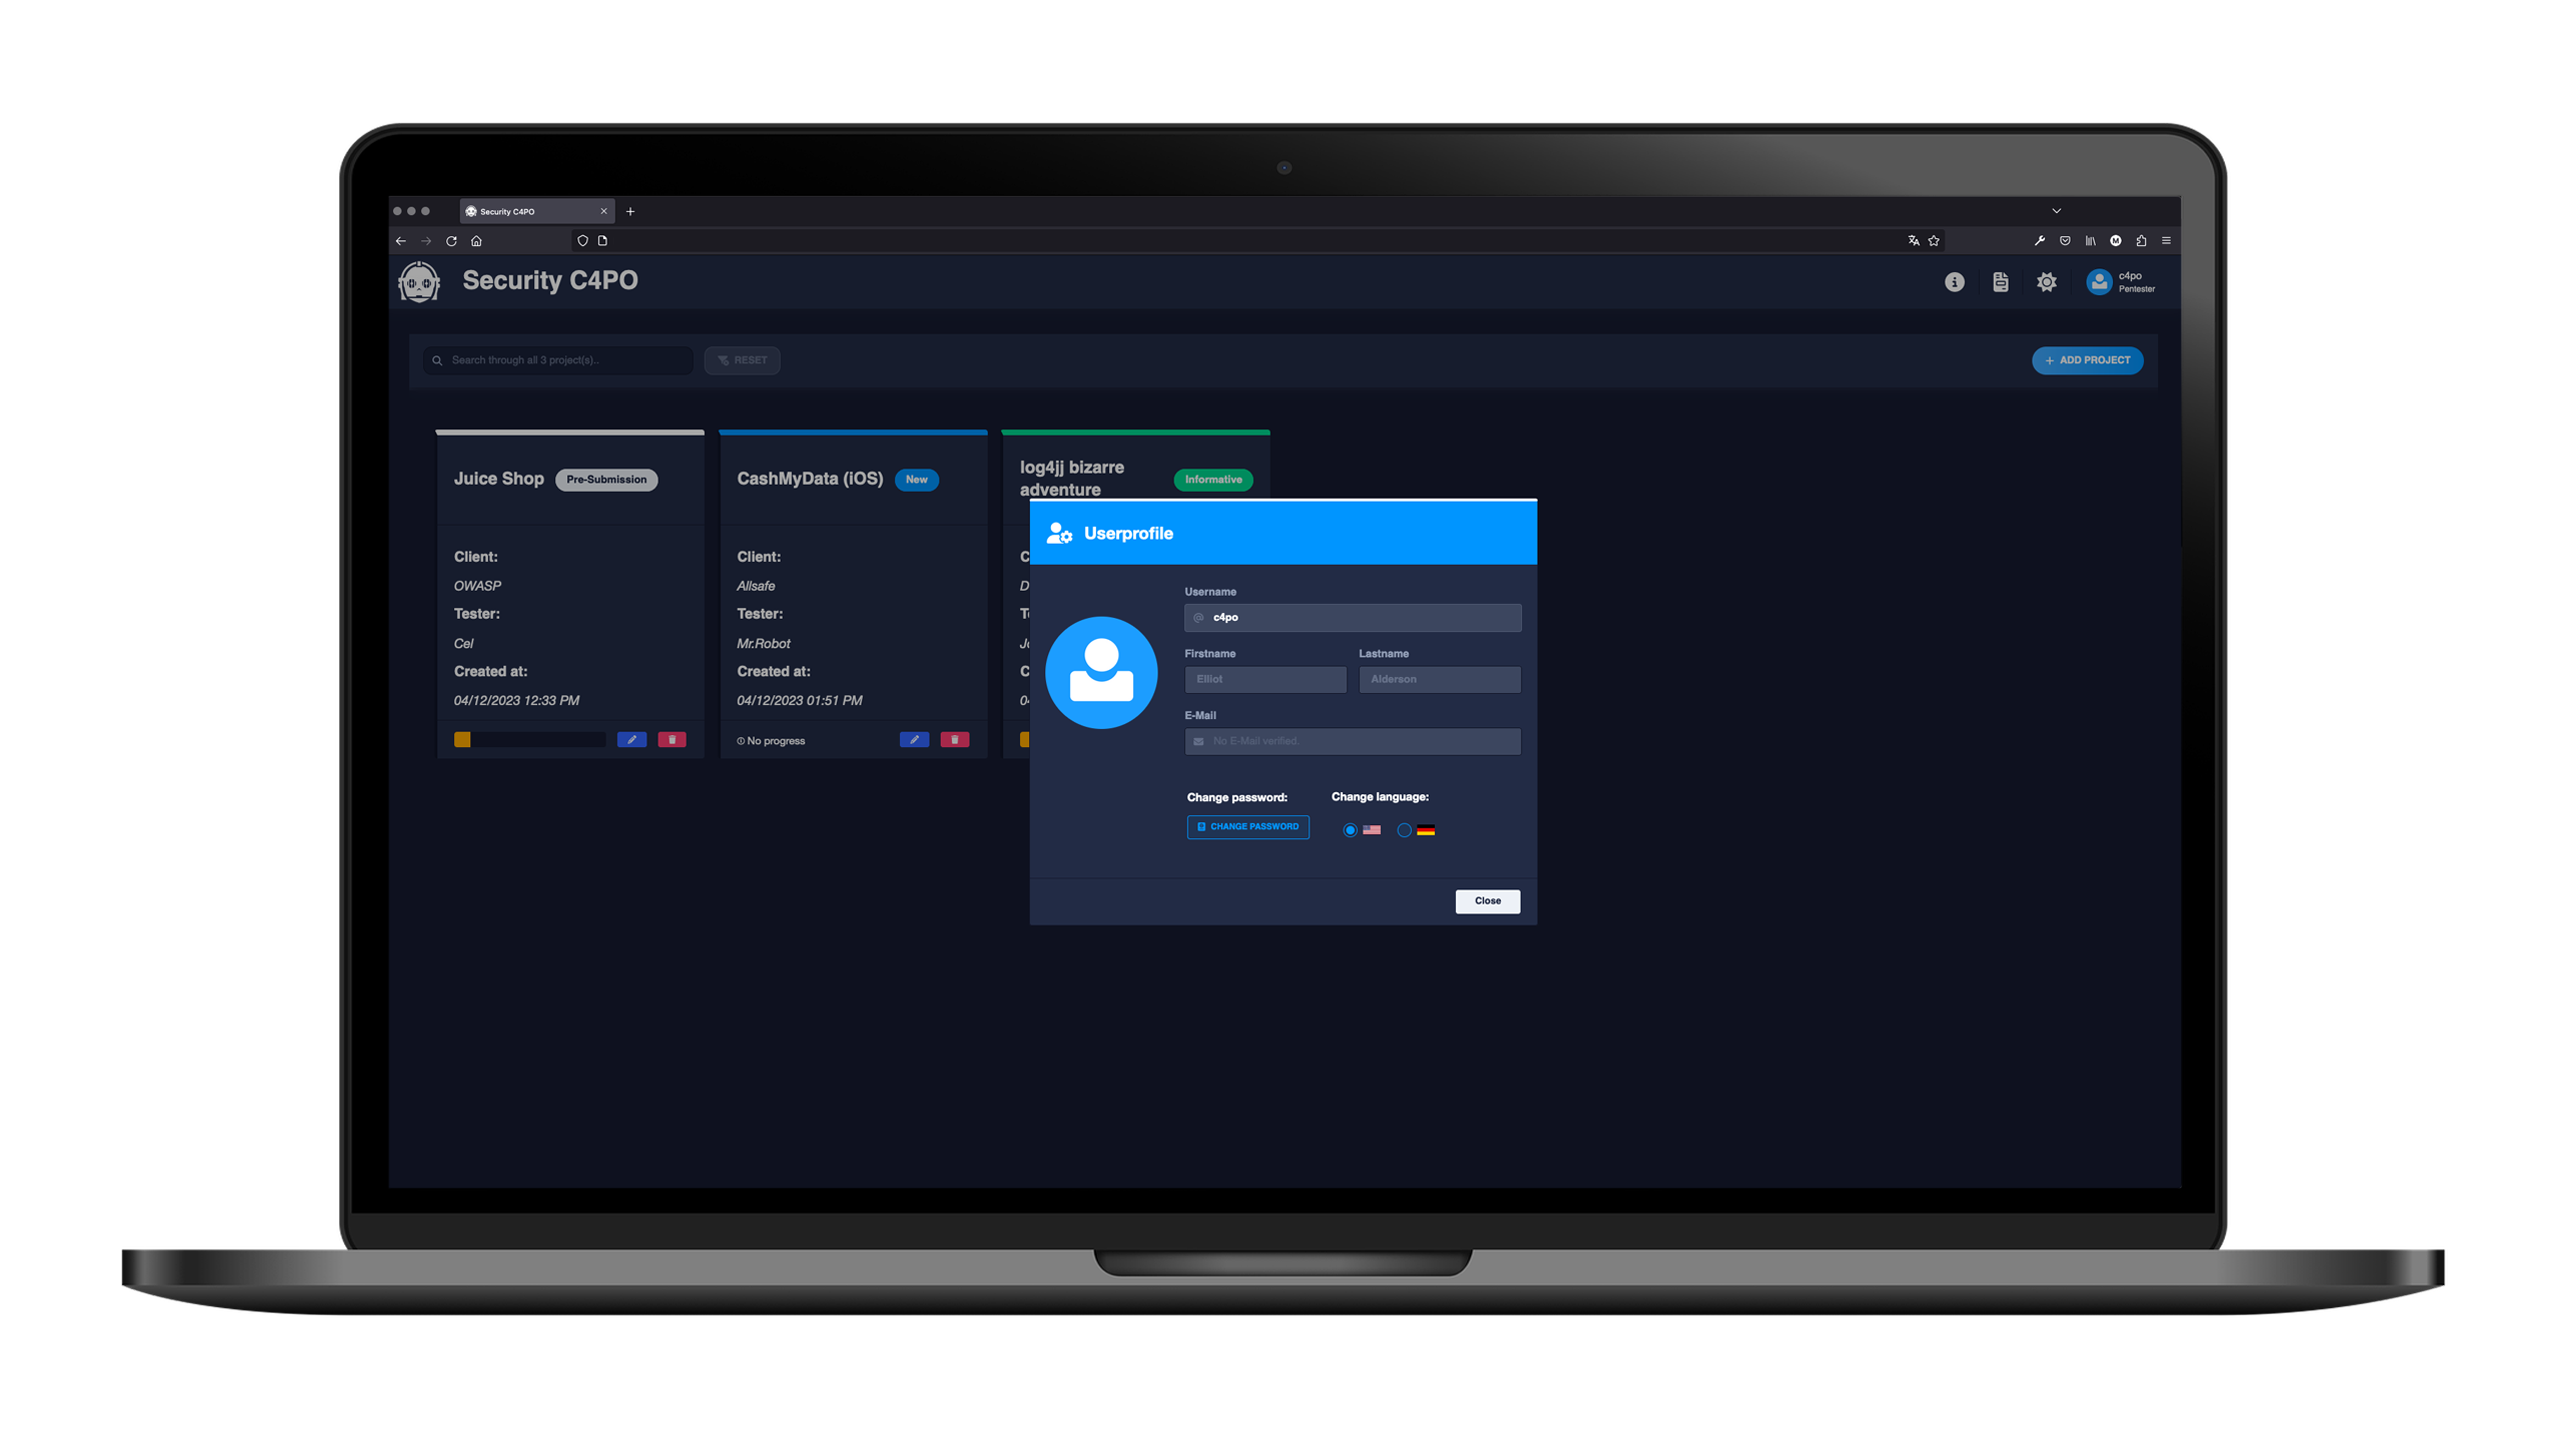 Security C4PO
Security C4PO
c4po
Pentester
Search through all 3 project(s)..
RESET
+ ADD PROJECT
Juice Shop
Pre-Submission
Client:
OWASP
Tester:
Cel
Created at:
04/12/2023 12:33 PM
CashMyData (iOS)
New
Client:
Allsafe
Tester:
Mr.Robot
Created at:
04/12/2023 01:51 PM
No progress
log4jj bizarre
adventure
Informative
Userprofile
Username
@ c4po
Firstname
Lastname
Elliot
Alderson
E-Mail
No E-Mail verified.
Change password:
Change language:
CHANGE PASSWORD
Close